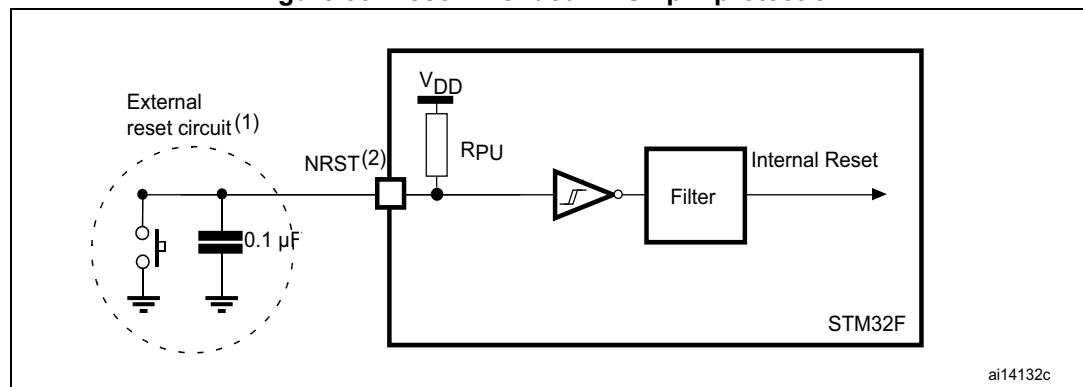 External
reset circuit(1)
NRST(2)
VDD
RPU
0.1 µF
Filter
Internal Reset
STM32F
ai14132c